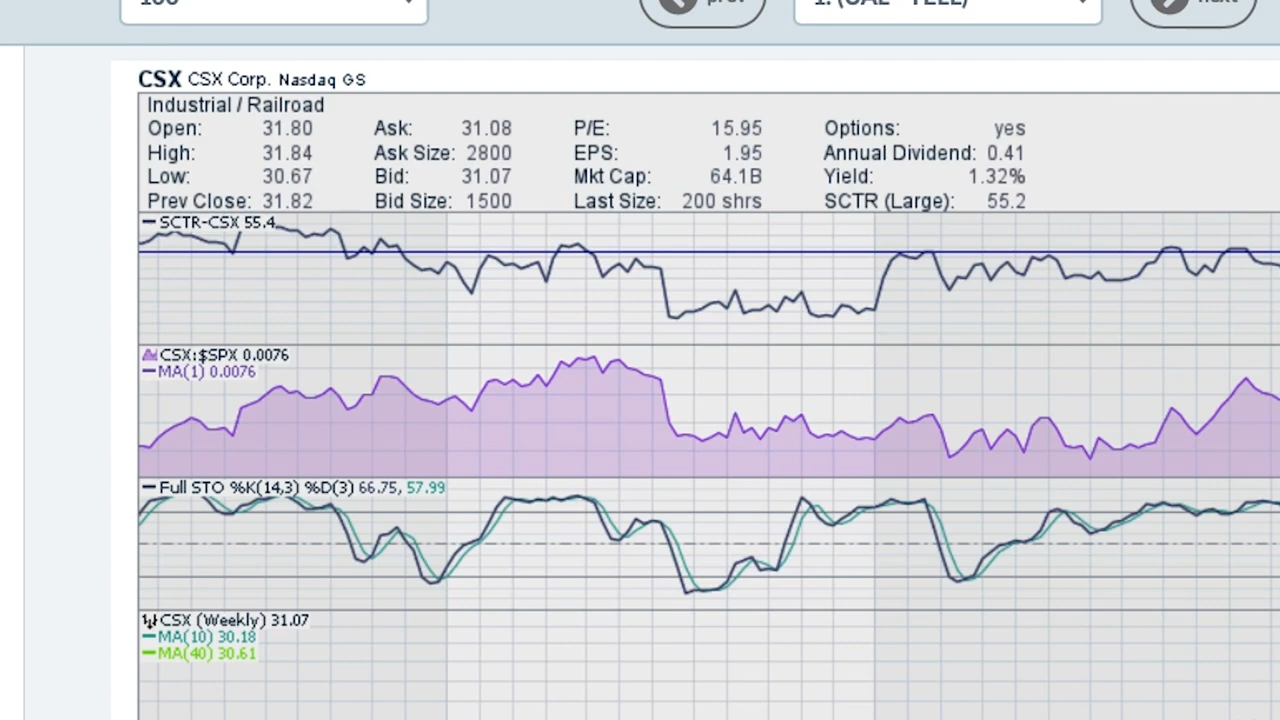 prev
next
CSX CSX Corp. Nasdaq GS
Industrial / Railroad
Open: 31.80 Ask: 31.08 P/E: 15.95 Options: yes
High: 31.84 Ask Size: 2800 EPS: 1.95 Annual Dividend: 0.41
Low: 30.67 Bid: 31.07 Mkt Cap: 64.1B Yield: 1.32%
Prev Close: 31.82 Bid Size: 1500 Last Size: 200 shrs SCTR (Large): 55.2
SCTR-CSX 55.4
CSX:$SPX 0.0076
MA(1) 0.0076
Full STO %K(14,3) %D(3) 66.75, 57.99
CSX (Weekly) 31.07
MA(10) 30.18
MA(40) 30.61